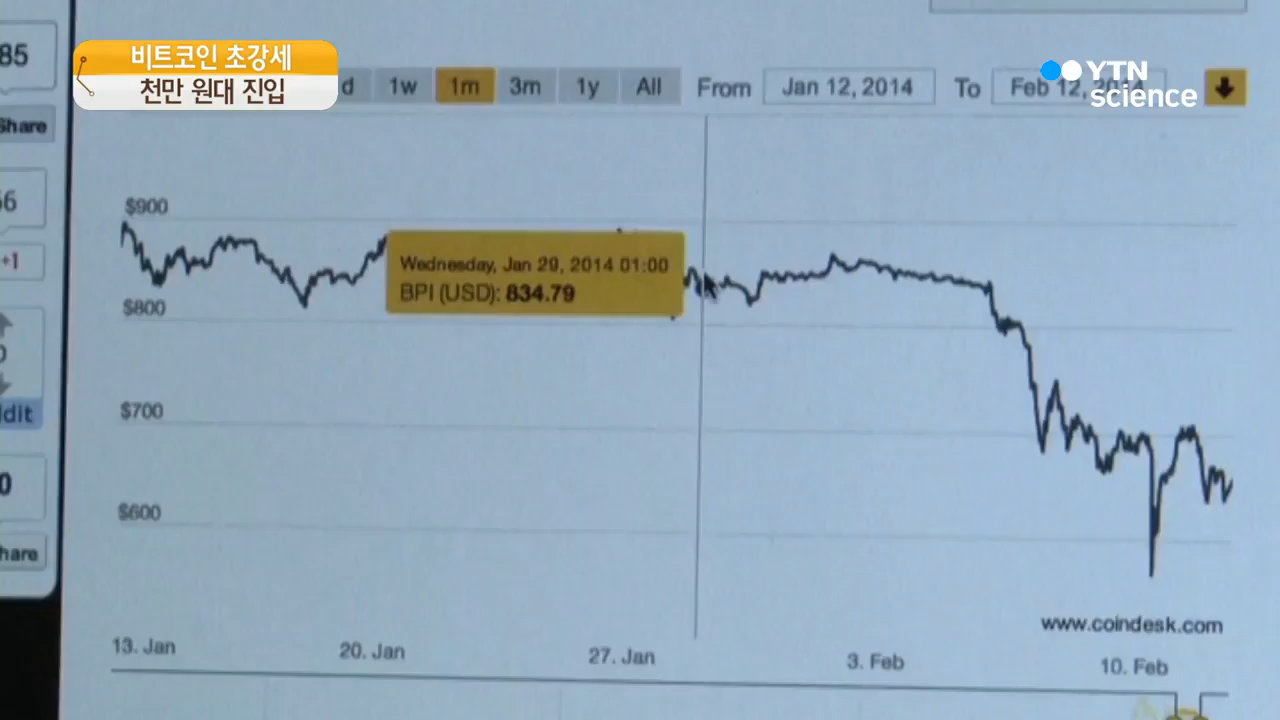 비트코인 초강세
천만 원대 진입
YTN
science
85
Share
+1
d 1w 1m 3m 1y All From Jan 12, 2014 To Feb 12,
$900
$800
$700
$600
Wednesday, Jan 29, 2014 01:00
BPI (USD): 834.79
ddit
0
hare
www.coindesk.com
13. Jan 20. Jan 27. Jan 3. Feb 10. Feb